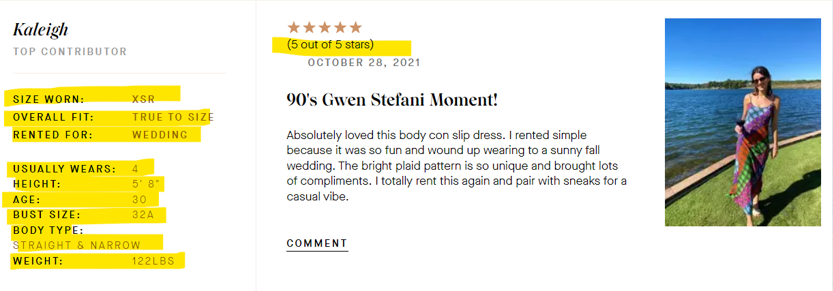 Kaleigh
TOP CONTRIBUTOR
SIZE WORN: XSR
OVERALL FIT: TRUE TO SIZE
RENTED FOR: WEDDING
USUALLY WEARS: 4
HEIGHT: 5' 8"
AGE: 30
BUST SIZE: 32A
BODY TYPE:
STRAIGHT & NARROW
WEIGHT: 122LBS
(5 out of 5 stars)
OCTOBER 28, 2021
90's Gwen Stefani Moment!
Absolutely loved this body con slip dress. I rented simple
because it was so fun and wound up wearing to a sunny fall
wedding. The bright plaid pattern is so unique and brought lots
of compliments. I totally rent this again and pair with sneaks for a
casual vibe.
COMMENT